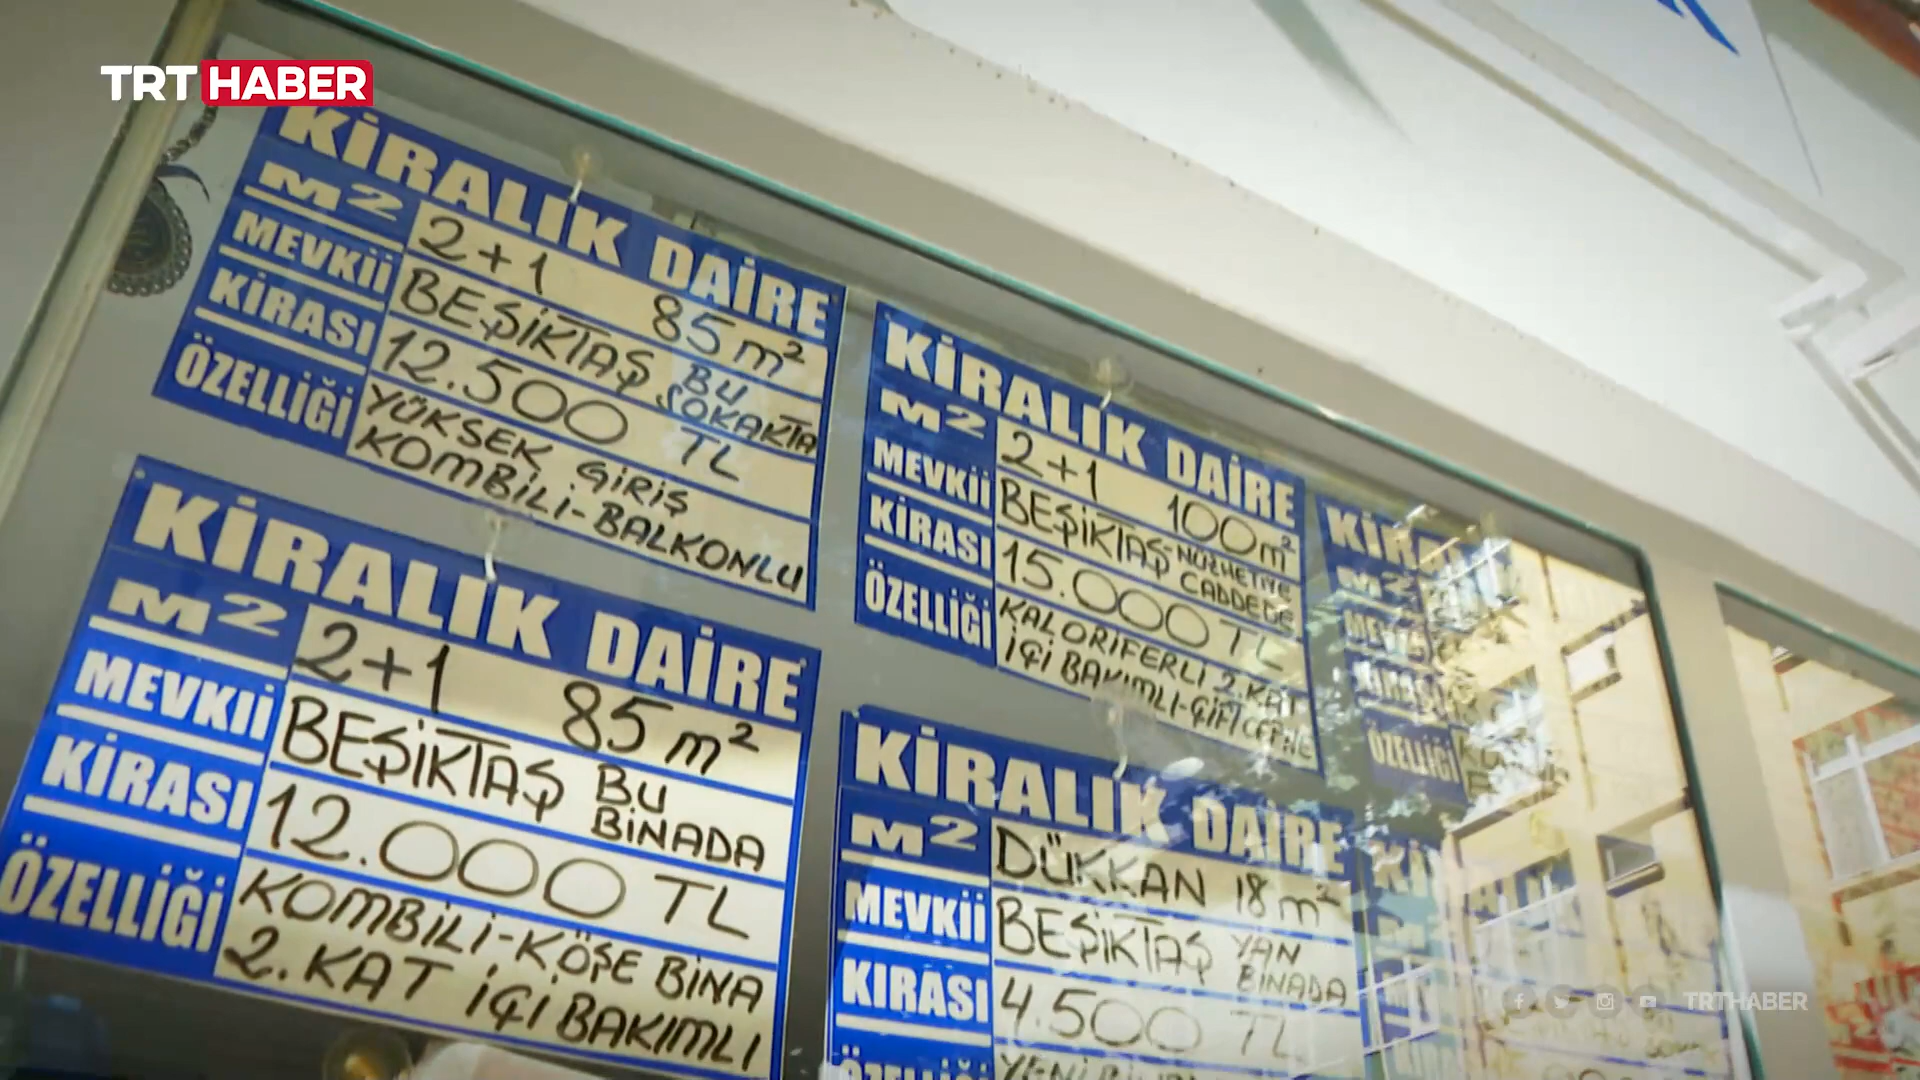 TRT HABER
KİRALIK DAİRE
M2 2+1 85 m²
MEVKİİ BEŞİKTAŞ BU SOKAKTA
KİRASI 12.500 TL
ÖZELLİĞİ YÜKSEK GİRİŞ
KOMBİLİ-BALKONLU
KİRALIK DAİRE
M2 2+1 100m²
MEVKİİ BEŞİKTAŞ-NÜZHETİYE CADDEDE
KİRASI 15.000 TL
ÖZELLİĞİ KALORİFERLİ 2.KAT
İÇİ BAKIMLI-ÇİFT CEPHE
M2
ÖZELLİĞİ
KİRALIK DAİRE
M2 2+1 85 m²
MEVKİİ BEŞİKTAŞ BU BİNADA
KİRASI 12.000 TL
ÖZELLİĞİ KOMBİLİ-KÖŞE BİNA
2.KAT İÇİ BAKIMLI
KİRALIK DAİRE
M2 DÜKKAN 18 m²
MEVKİİ BEŞİKTAŞ YAN BİNADA
KİRASI 4.500 TL
ÖZELLİĞİ
TRTHABER